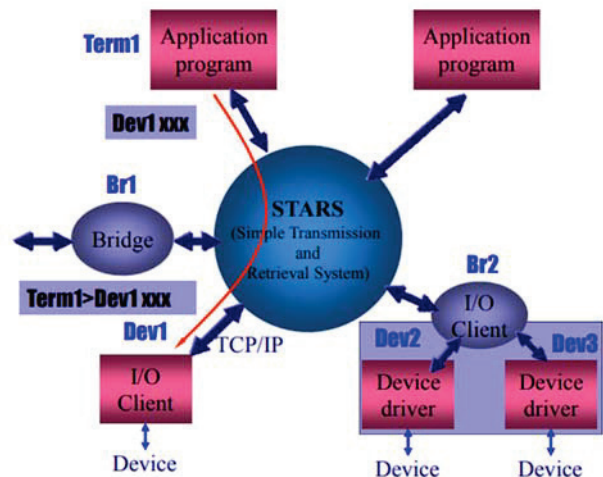 Term1
Application
program
Application
program
Dev1 xxx
Br1
Bridge
STARS
(Simple Transmission
and
Retrieval System)
Term1>Dev1 xxx
Dev1
TCP/IP
I/O
Client
Device
Br2
I/O
Client
Dev2
Dev3
Device
driver
Device
driver
Device
Device